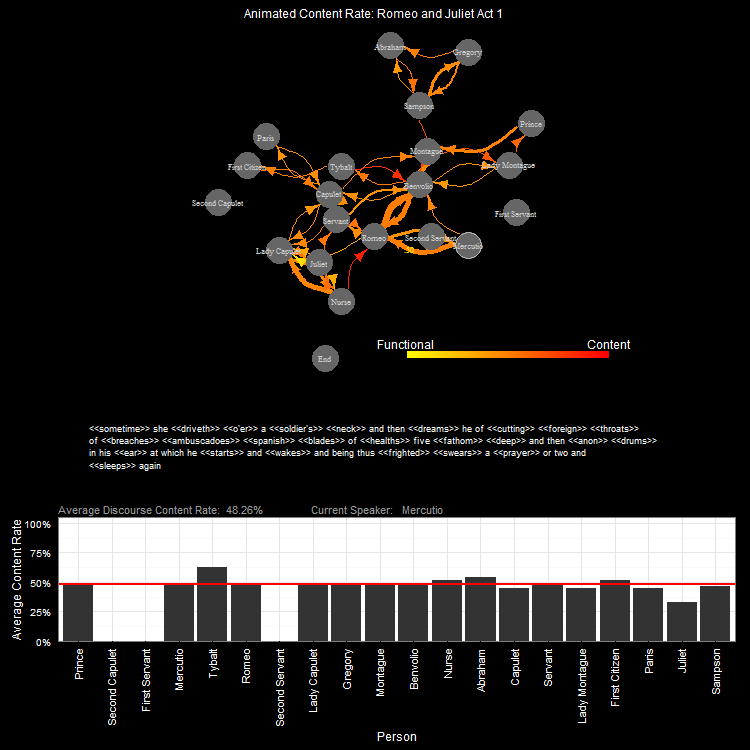 Animated Content Rate: Romeo and Juliet Act 1
Abraham
Gregory
Sampson
Prince
Paris
Montague
First Citizen
Tybalt
Lady Montague
Benvolio
Capulet
Second Capulet
First Servant
Servant
Romeo
Second Servant
Mercutio
Lady Capulet
Juliet
Nurse
Functional
Content
End
<<sometime>> she <<driveth>> <<o'er>> a <<soldier's>> <<neck>> and then <<dreams>> he of <<cutting>> <<foreign>> <<throats>>
of <<breaches>> <<ambuscadoes>> <<spanish>> <<blades>> of <<healths>> five <<fathom>> <<deep>> and then <<anon>> <<drums>>
in his <<ear>> at which he <<starts>> and <<wakes>> and being thus <<frighted>> <<swears>> a <<prayer>> or two and
<<sleeps>> again
Average Discourse Content Rate: 48.26%
Current Speaker: Mercutio
Average Content Rate
100%
75%
50%
25%
0%
Prince
Second Capulet
First Servant
Mercutio
Tybalt
Romeo
Second Servant
Lady Capulet
Gregory
Montague
Benvolio
Nurse
Abraham
Capulet
Servant
Lady Montague
First Citizen
Paris
Juliet
Sampson
Person